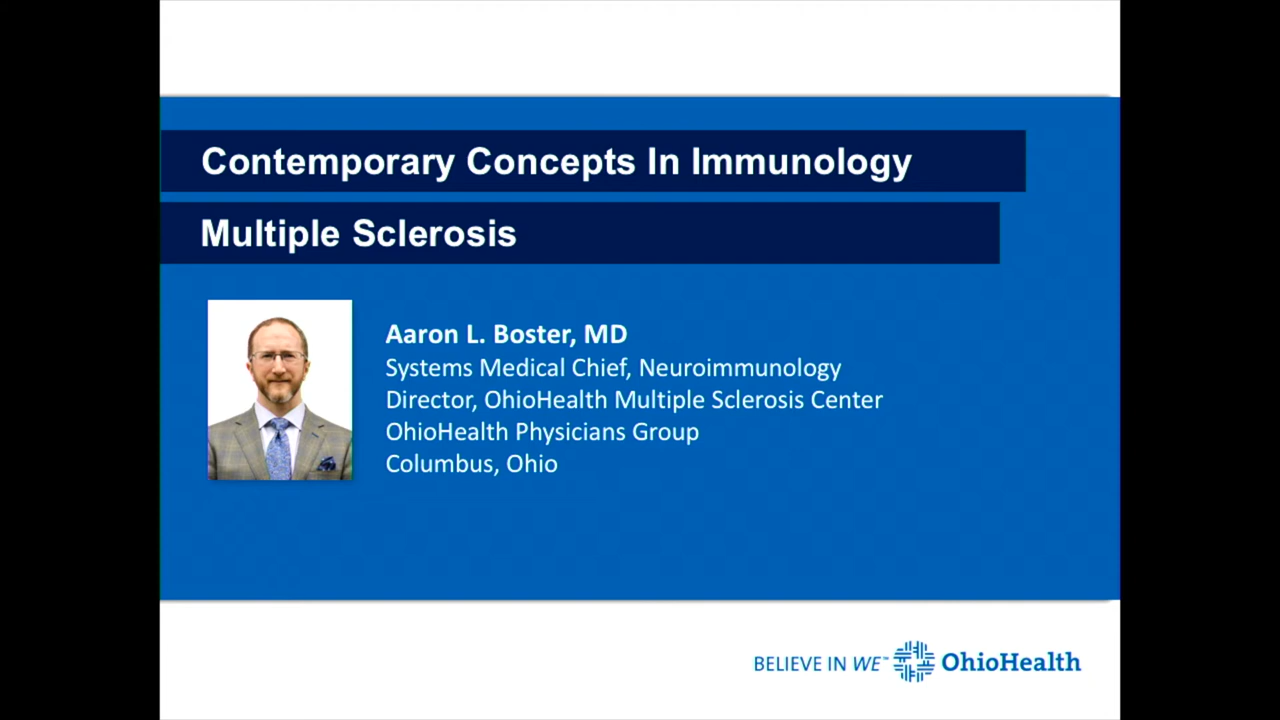 Contemporary Concepts In Immunology
Multiple Sclerosis
Aaron L. Boster, MD
Systems Medical Chief, Neuroimmunology
Director, OhioHealth Multiple Sclerosis Center
OhioHealth Physicians Group
Columbus, Ohio
BELIEVE IN WE™ OhioHealth